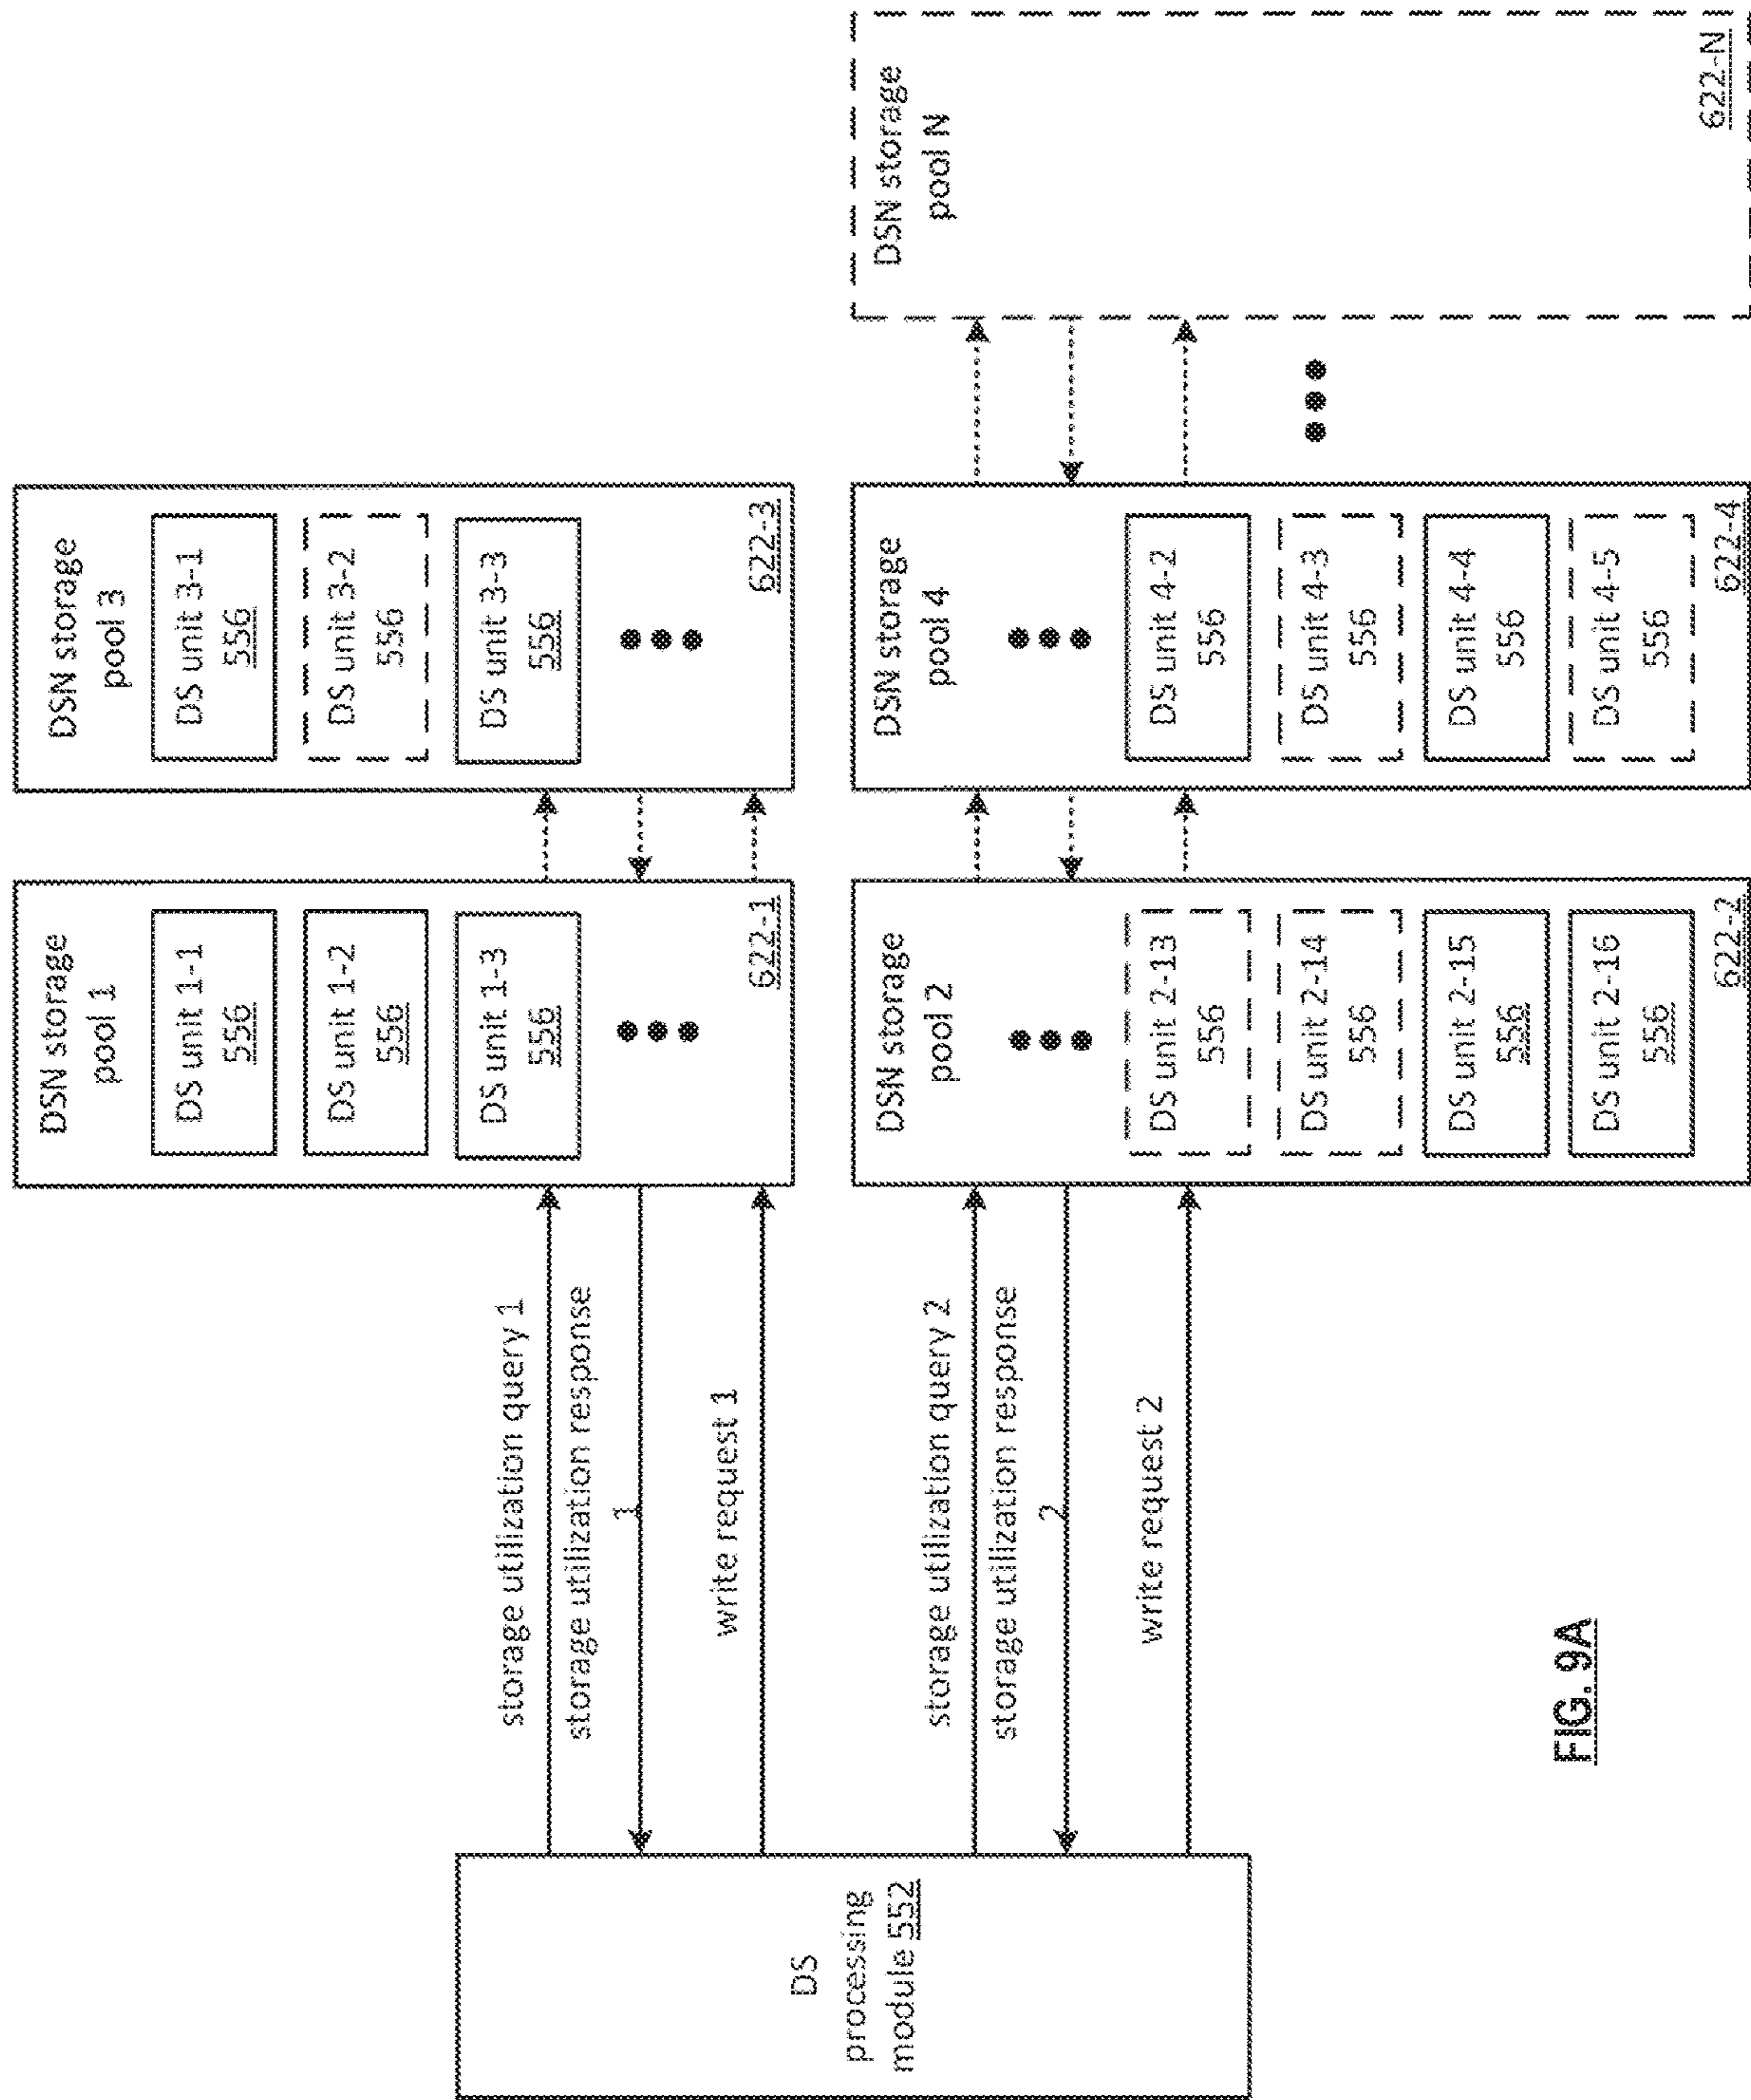 DS
processing
module 552
storage utilization query 1
storage utilization response
1
write request 1
storage utilization query 2
storage utilization response
2
write request 2
DSN storage
pool 1
DS unit 1-1
556
DS unit 1-2
556
DS unit 1-3
556
622-1
DSN storage
pool 3
DS unit 3-1
556
DS unit 3-2
556
DS unit 3-3
556
622-3
DSN storage
pool 2
DS unit 2-13
556
DS unit 2-14
556
DS unit 2-15
556
DS unit 2-16
556
622-2
DSN storage
pool 4
DS unit 4-2
556
DS unit 4-3
556
DS unit 4-4
556
DS unit 4-5
556
622-4
DSN storage
pool N
622-N
FIG. 9A